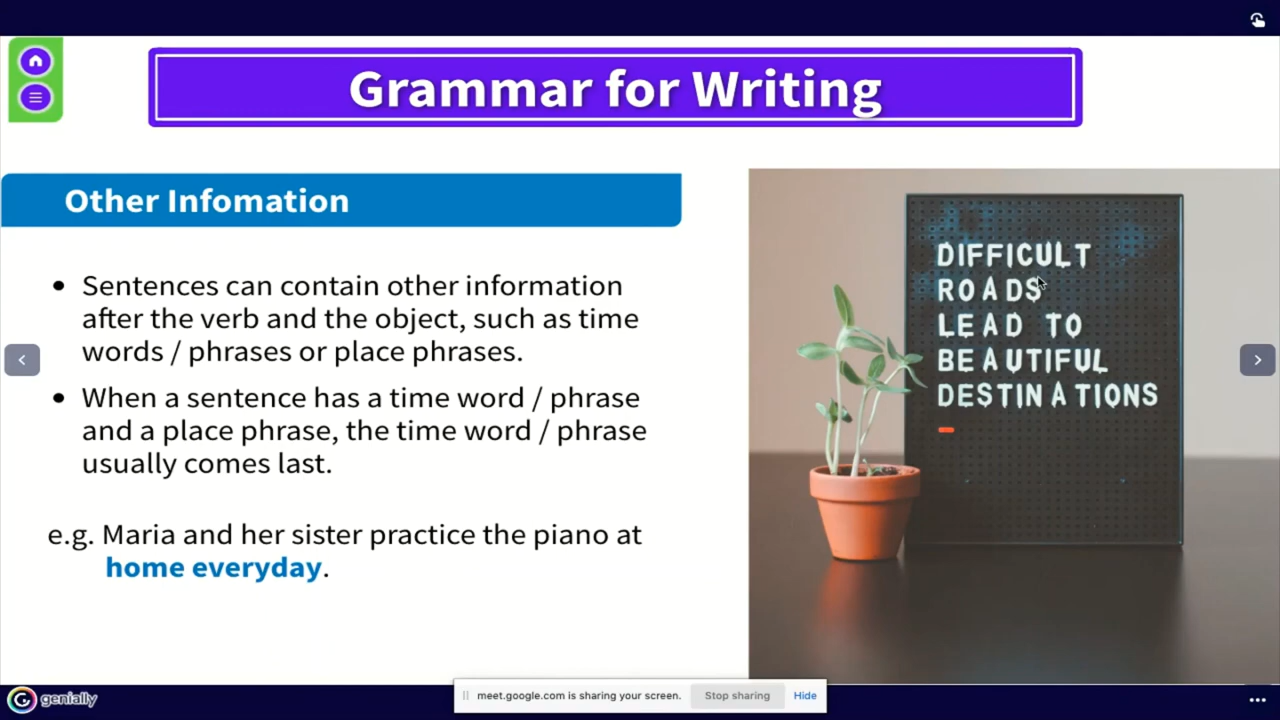 Grammar for Writing
Other Infomation
• Sentences can contain other information
after the verb and the object, such as time
words / phrases or place phrases.
• When a sentence has a time word / phrase
and a place phrase, the time word / phrase
usually comes last.
e.g. Maria and her sister practice the piano at
home everyday.
DIFFICULT
ROADS
LEAD TO
BEAUTIFUL
DESTINATIONS
genially
meet.google.com is sharing your screen. Stop sharing Hide